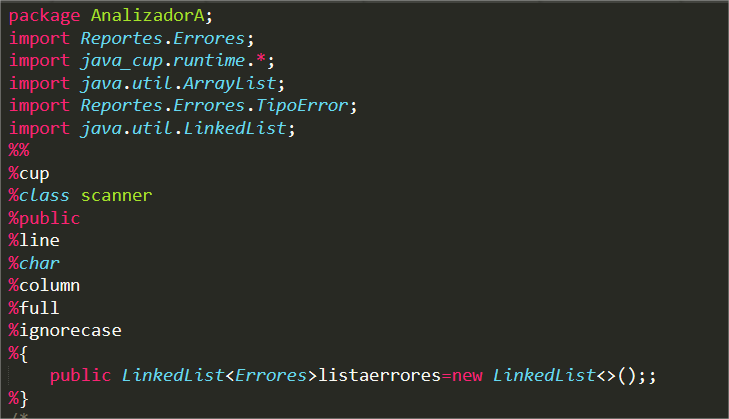 package AnalizadorA;
import Reportes.Errores;
import java_cup.runtime.*;
import java.util.ArrayList;
import Reportes.Errores.TipoError;
import java.util.LinkedList;
%%
%cup
%class scanner
%public
%line
%char
%column
%full
%ignorecase
%{
    public LinkedList<Errores>listaerrores=new LinkedList<>();;
%}
/*